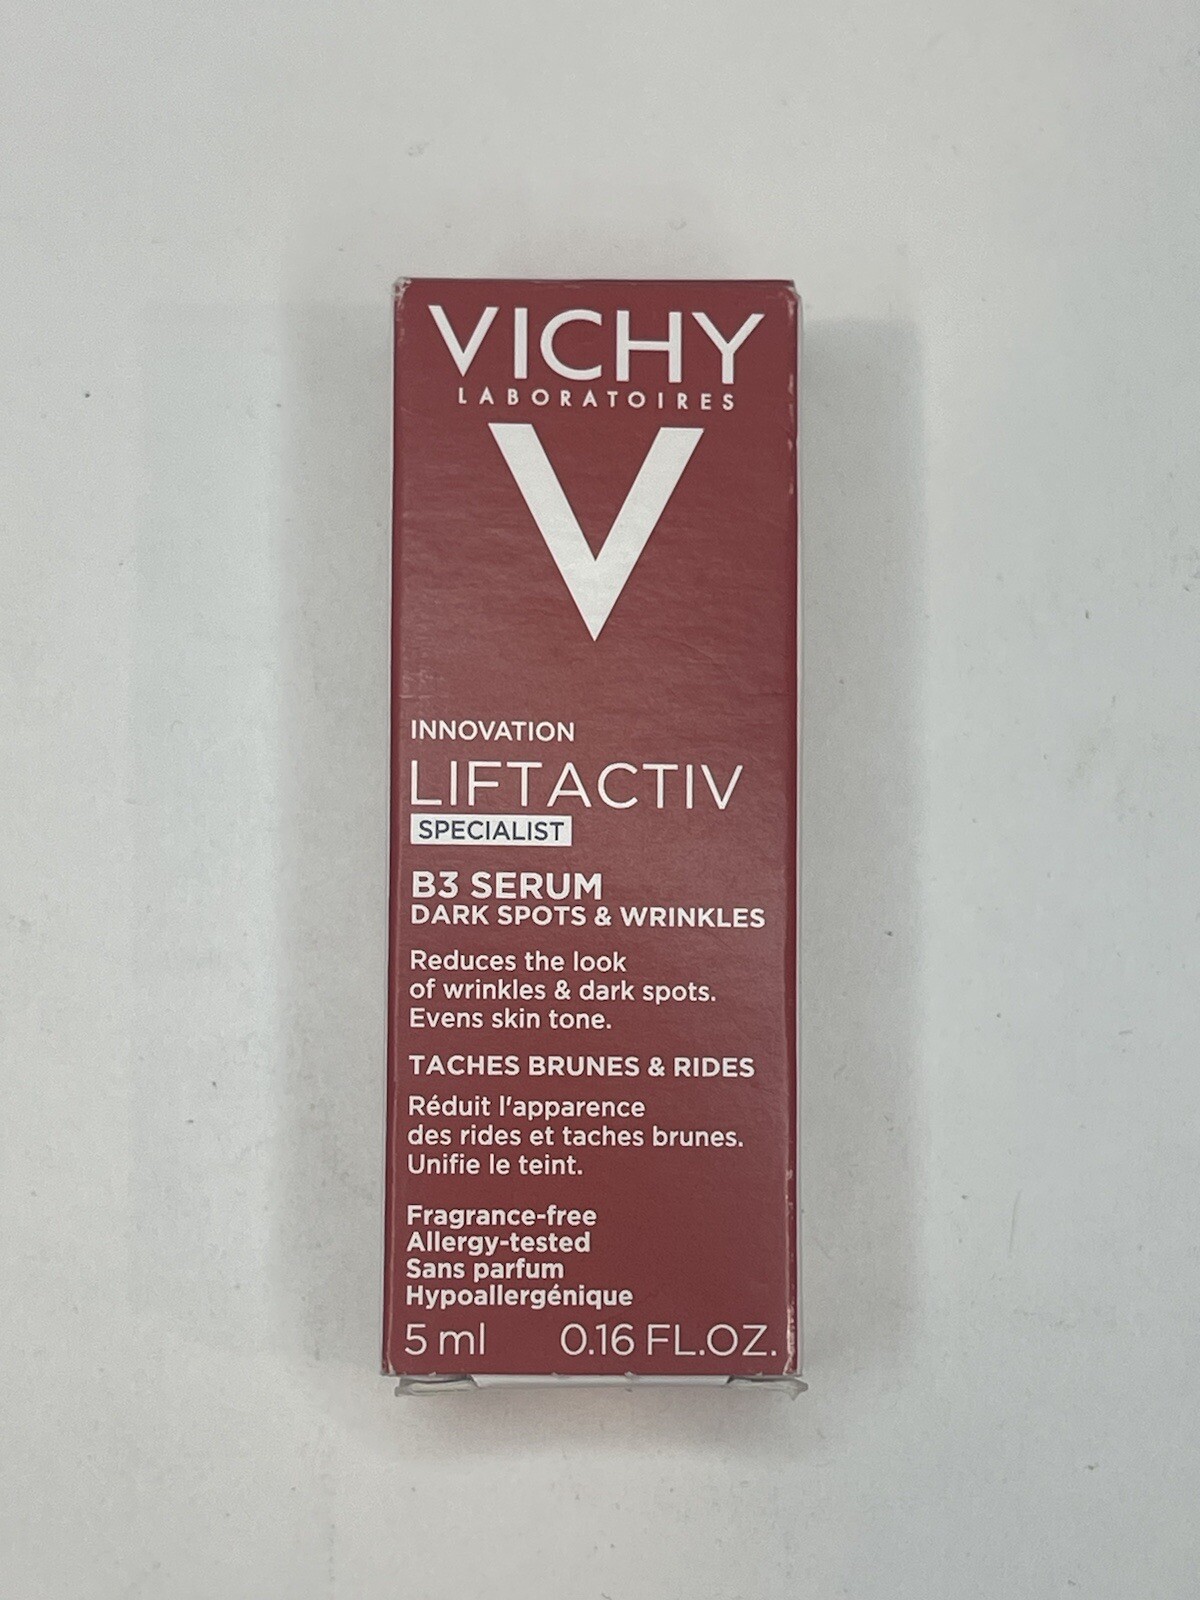 VICHY
LABORATOIRES
V
INNOVATION
LIFTACTIV
SPECIALIST
B3 SERUM
DARK SPOTS & WRINKLES
Reduces the look
of wrinkles & dark spots.
Evens skin tone.
TACHES BRUNES & RIDES
Réduit l'apparence
des rides et taches brunes.
Unifie le teint.
Fragrance-free
Allergy-tested
Sans parfum
Hypoallergénique
5 ml 0.16 FL.OZ.